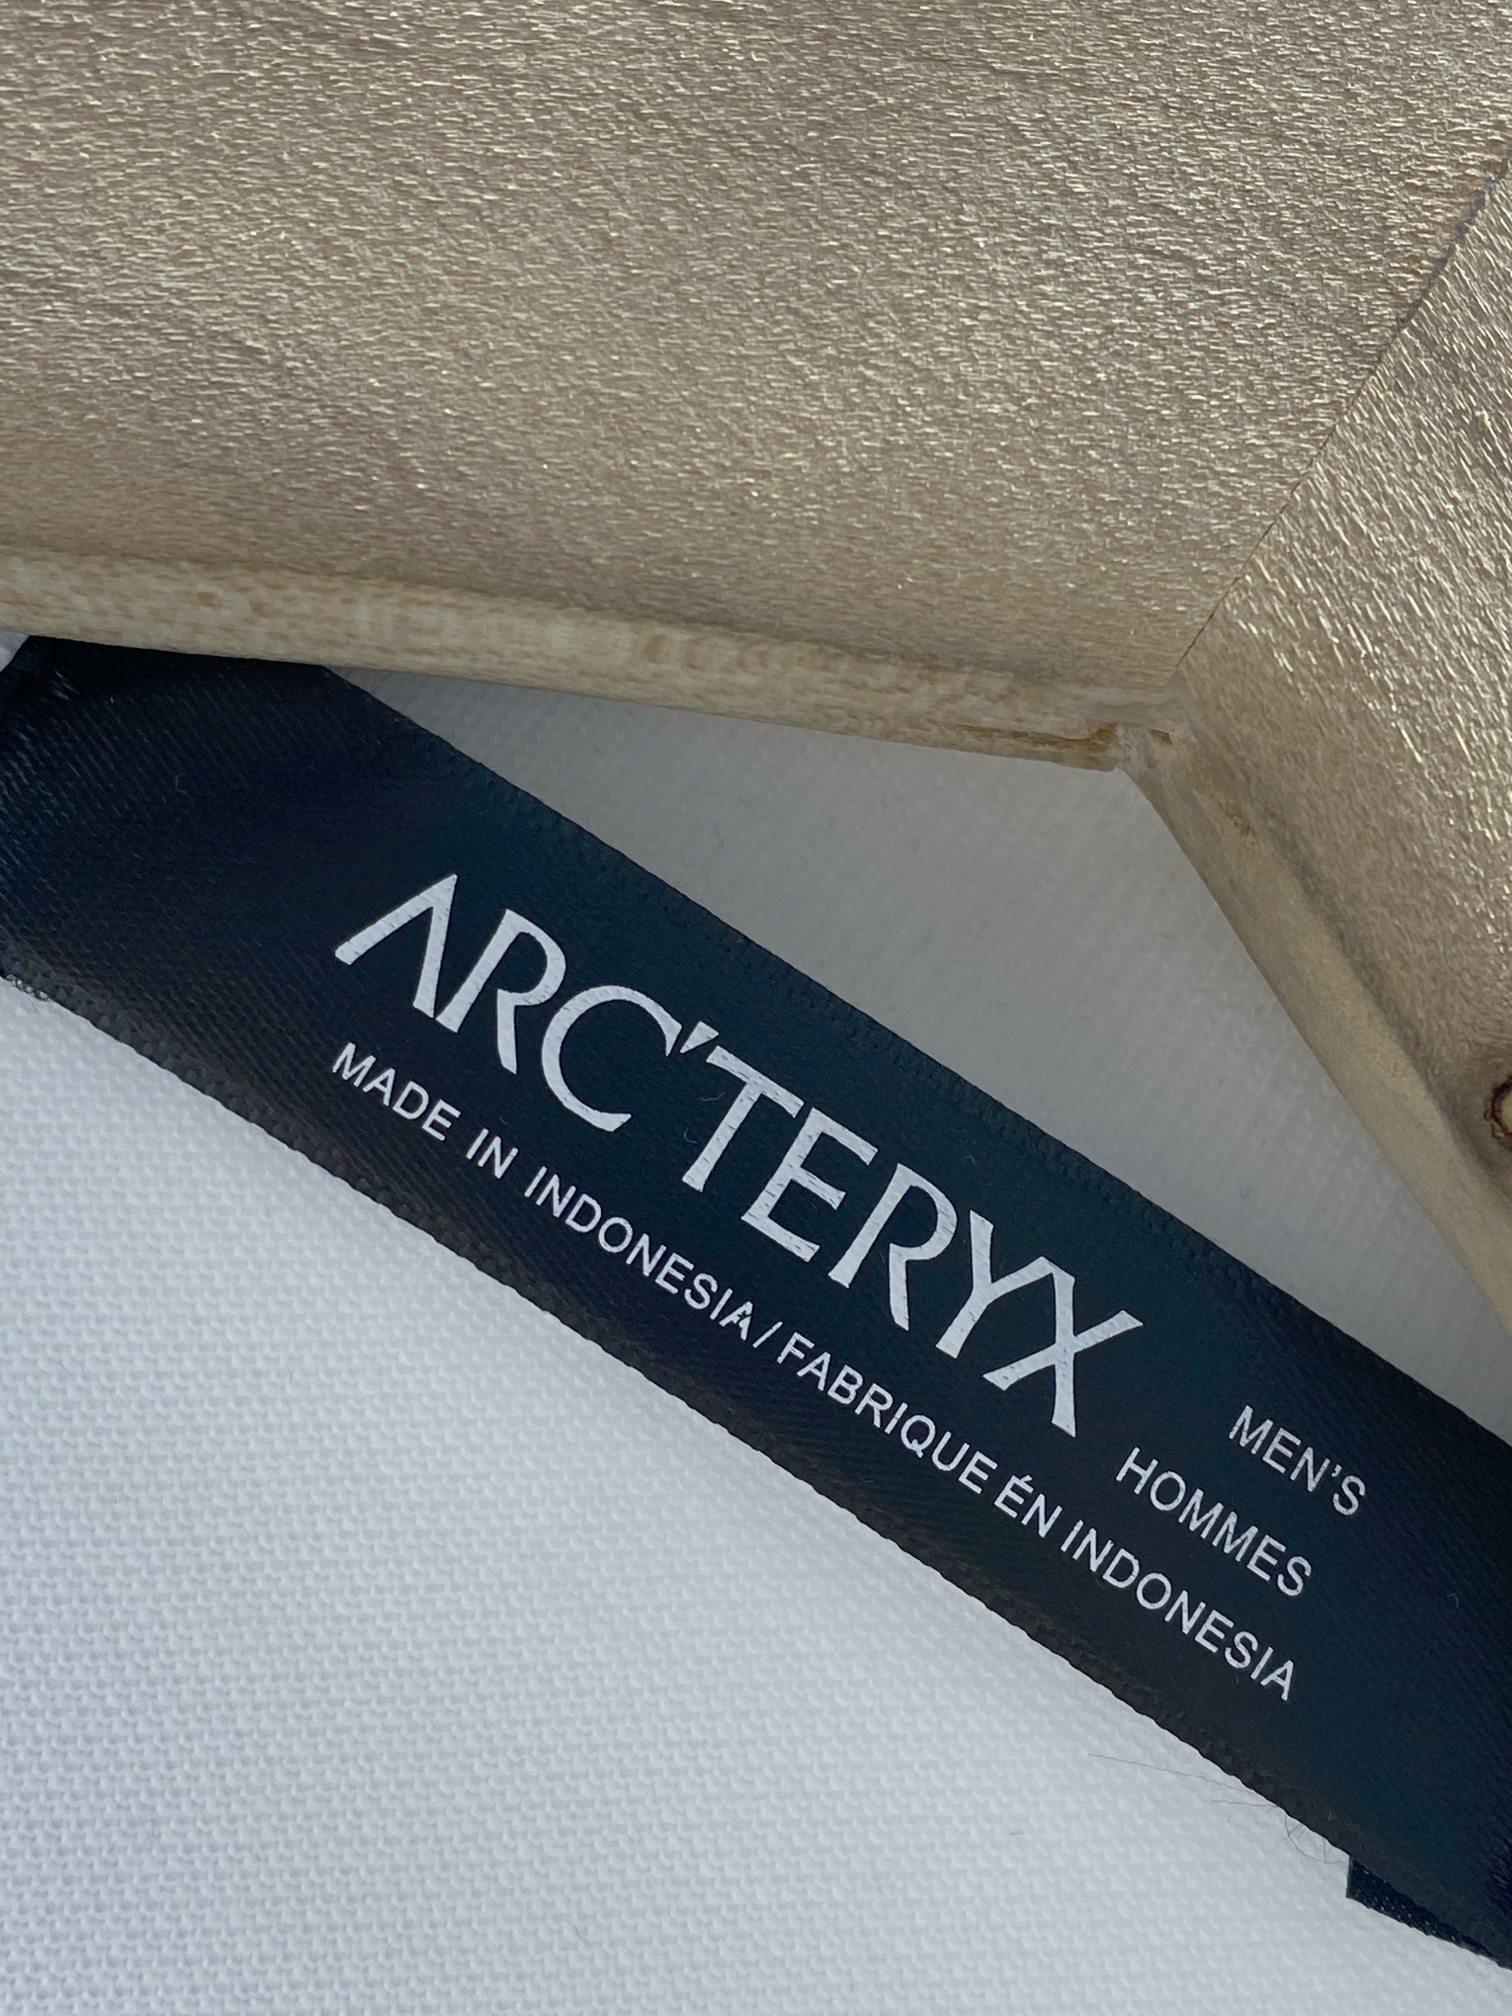 ARC'TERYX
MEN'S
HOMMES
MADE IN INDONESIA / FABRIQUE ÉN INDONESIA